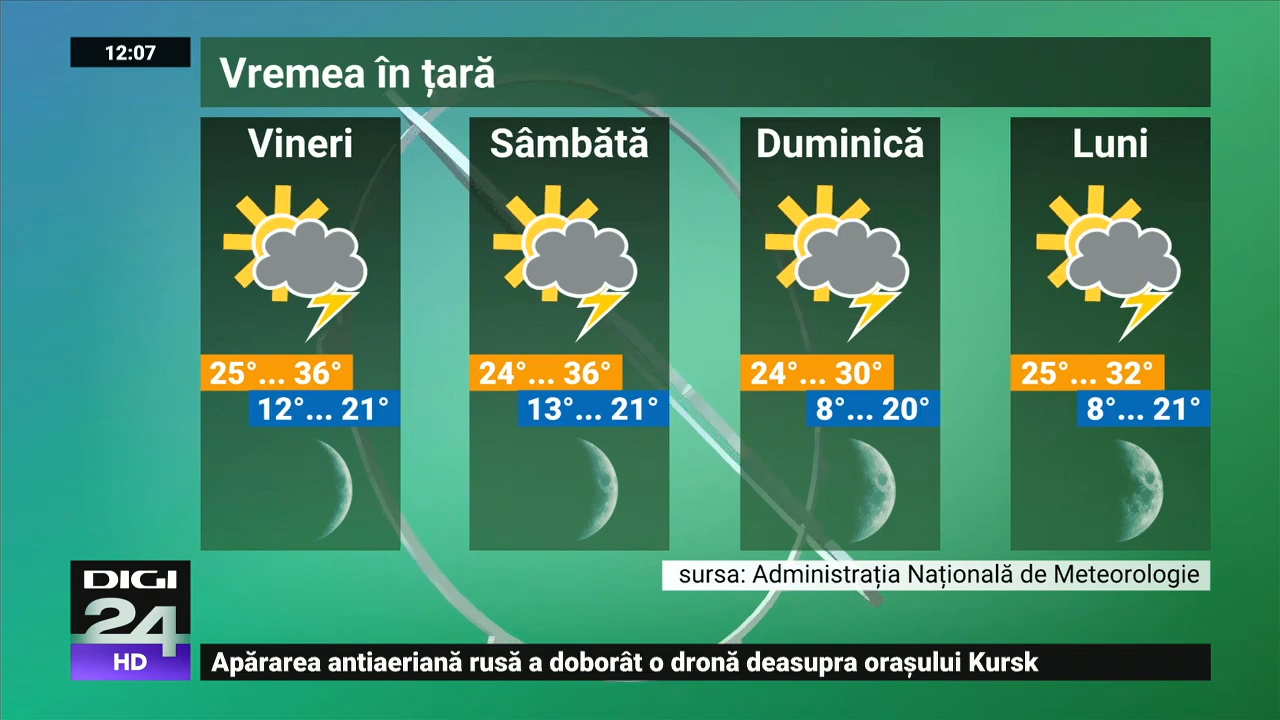 12:07
Vremea în țară
Vineri
25°... 36°
12°... 21°
Sâmbătă
24°... 36°
13°... 21°
Duminică
24°... 30°
8°... 20°
Luni
25°... 32°
8°... 21°
sursa: Administrația Națională de Meteorologie
DIGI
24
HD
Apărarea antiaeriană rusă a doborât o dronă deasupra orașului Kursk